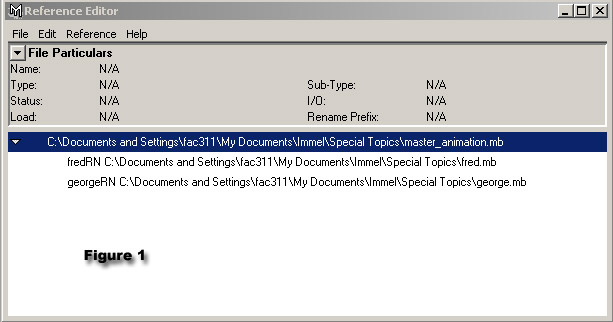 Reference Editor
File Edit Reference Help
File Particulars
Name: N/A
Type: N/A Sub-Type: N/A
Status: N/A I/O: N/A
Load: N/A Rename Prefix: N/A
C:\Documents and Settings\fac311\My Documents\Immel\Special Topics\master_animation.mb
fredRN C:\Documents and Settings\fac311\My Documents\Immel\Special Topics\fred.mb
georgeRN C:\Documents and Settings\fac311\My Documents\Immel\Special Topics\george.mb
Figure 1